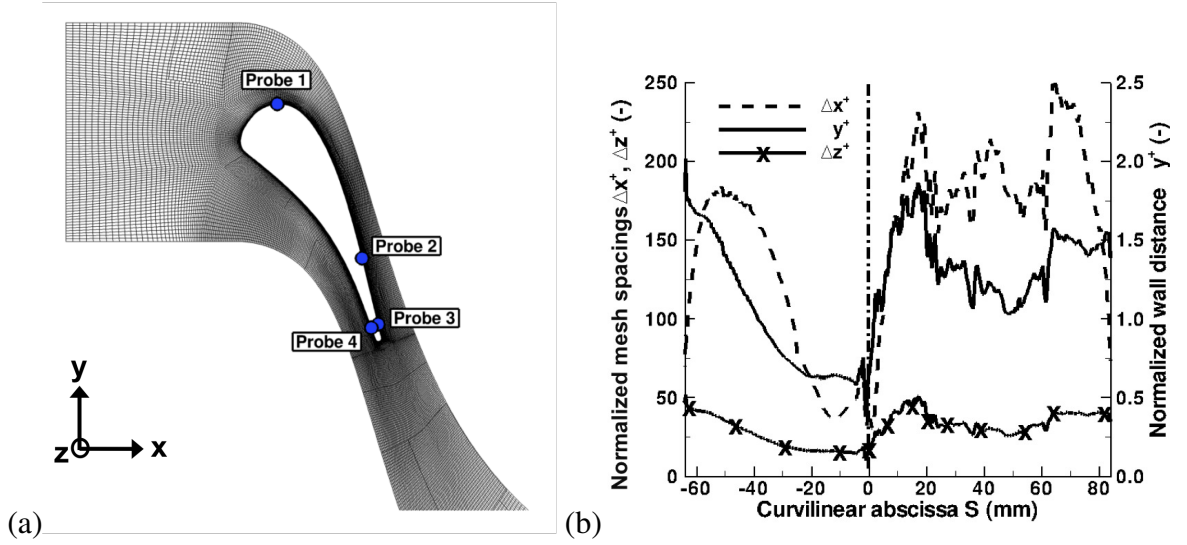 Probe 1
Probe 2
Probe 3
Probe 4
y
z
x
(a)
Normalized mesh spacings Δx⁺, Δz⁺ (-)
250
200
150
100
50
0
Δx⁺
y⁺
Δz⁺
2.5
2.0
1.5
1.0
0.5
0.0
Normalized wall distance y⁺ (-)
-60 -40 -20 0 20 40 60 80
Curvilinear abscissa S (mm)
(b)